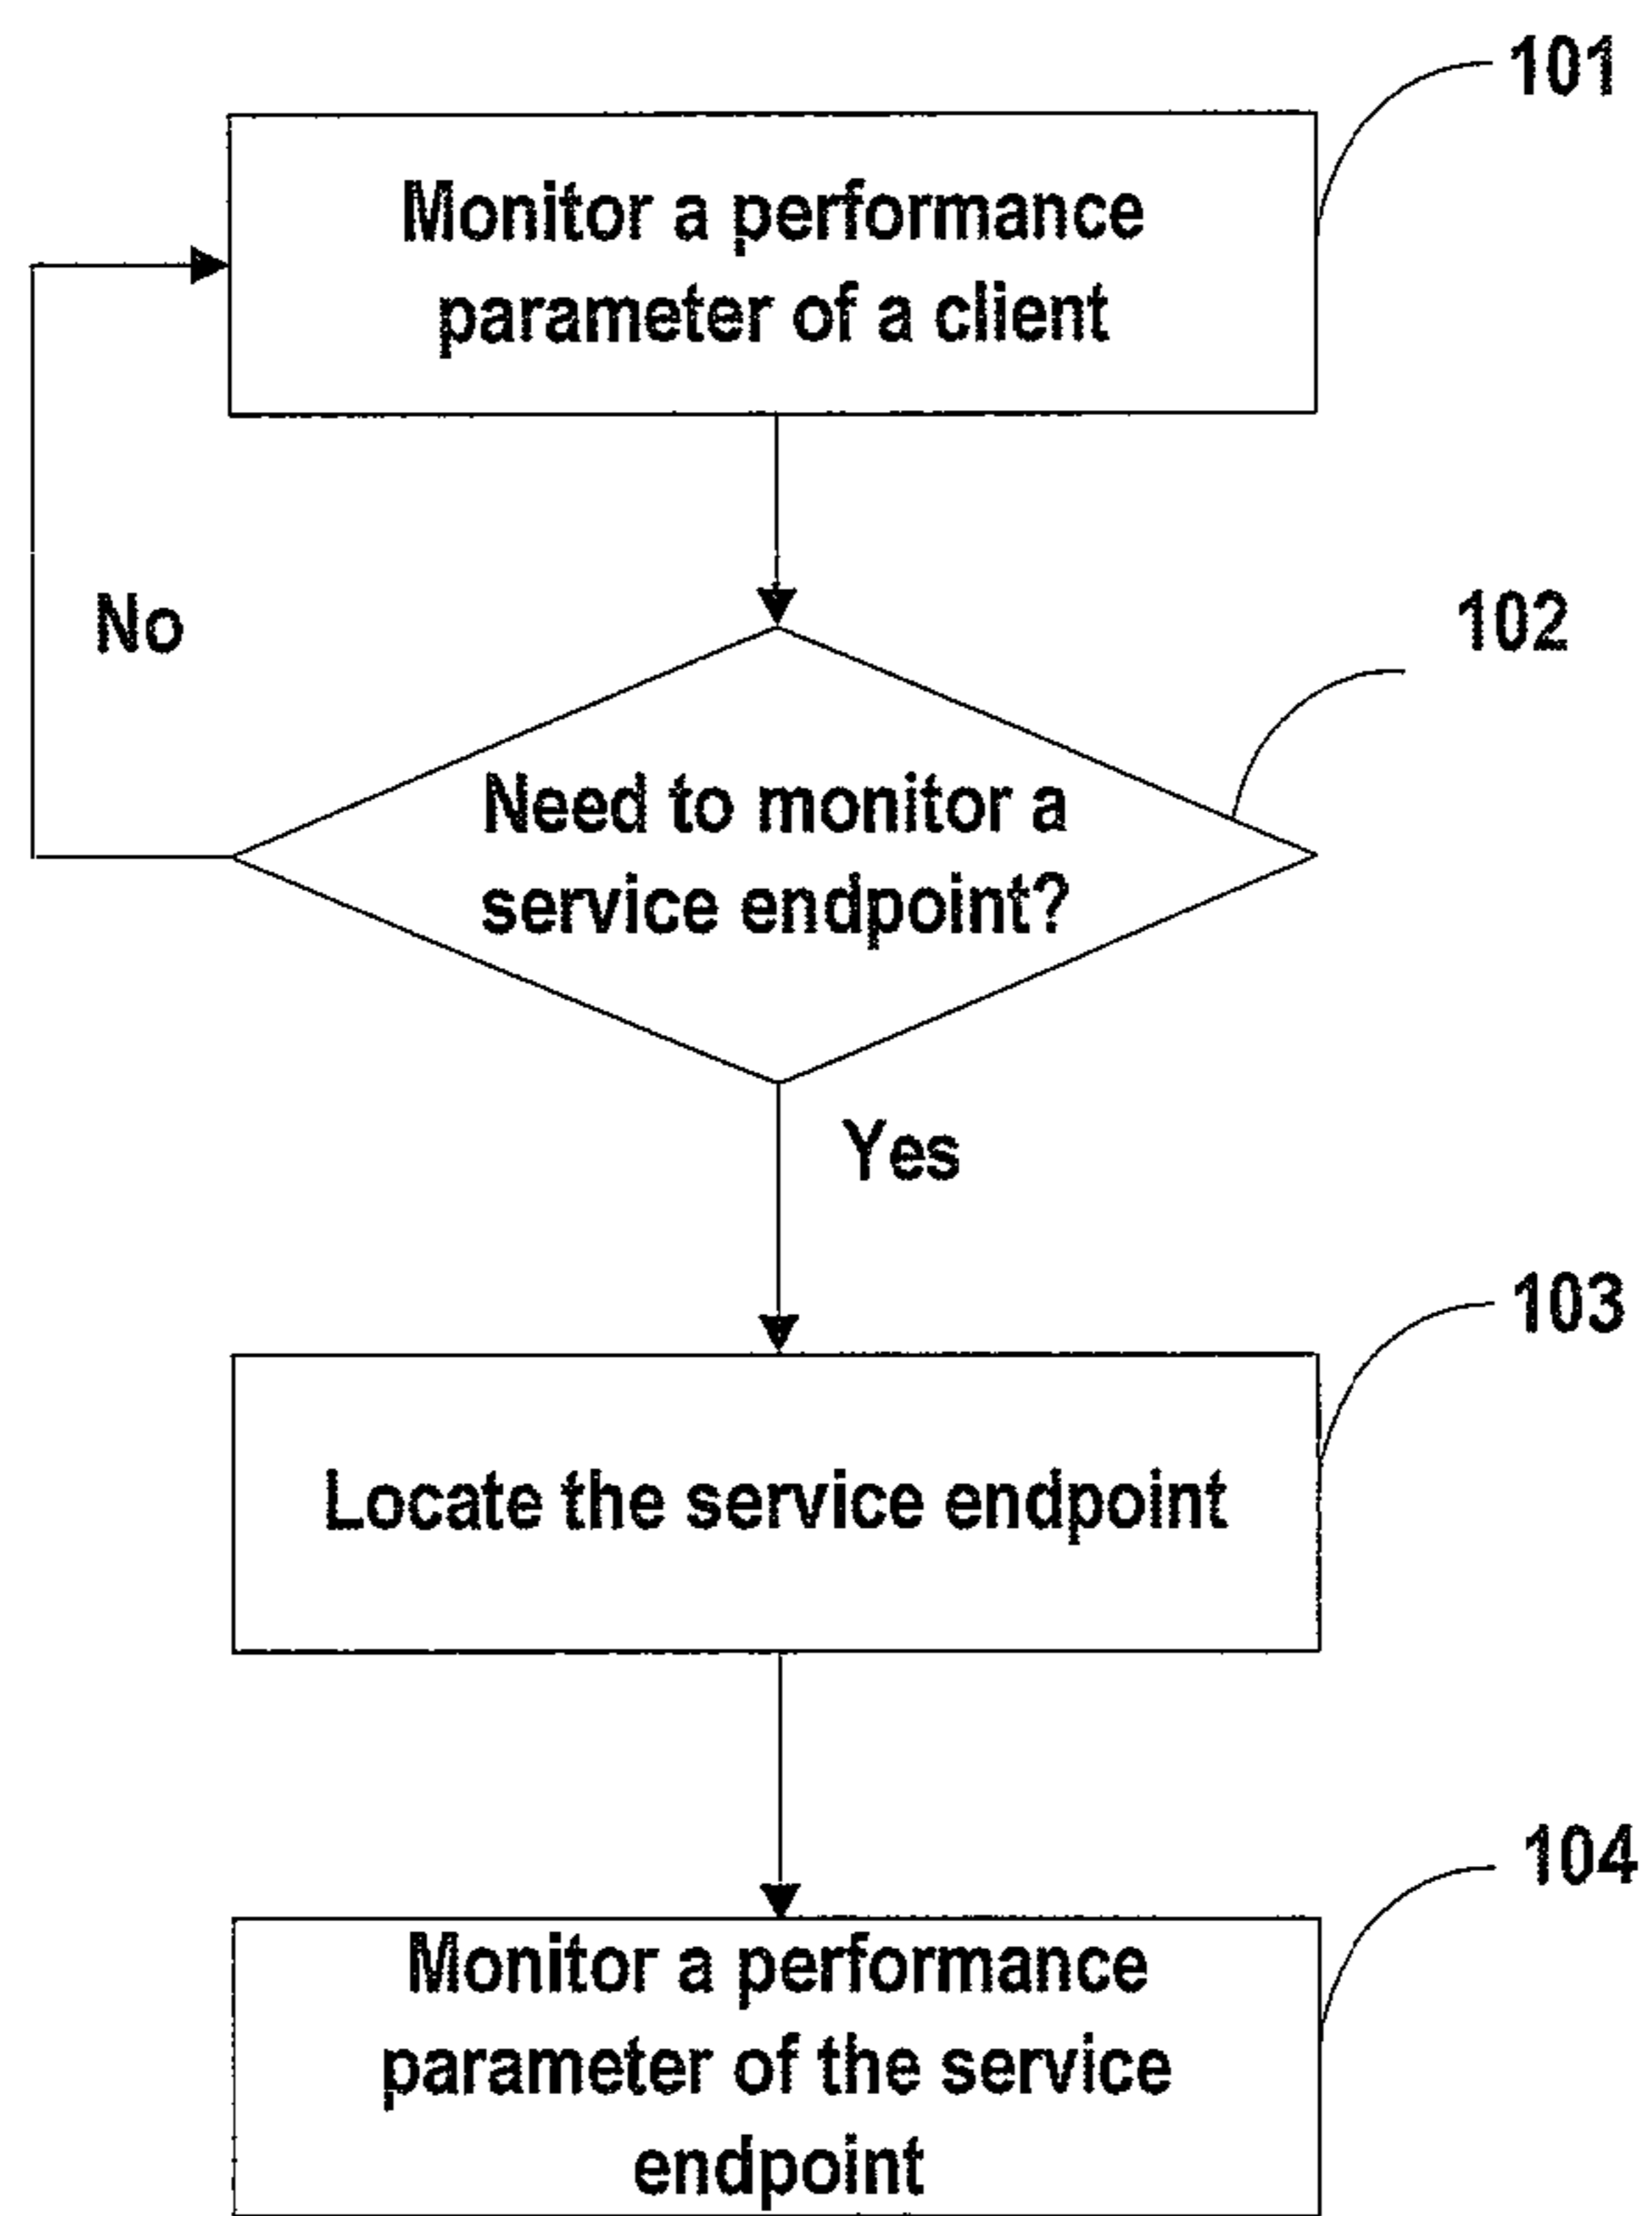 101
Monitor a performance
parameter of a client
No
102
Need to monitor a
service endpoint?
Yes
103
Locate the service endpoint
104
Monitor a performance
parameter of the service
endpoint